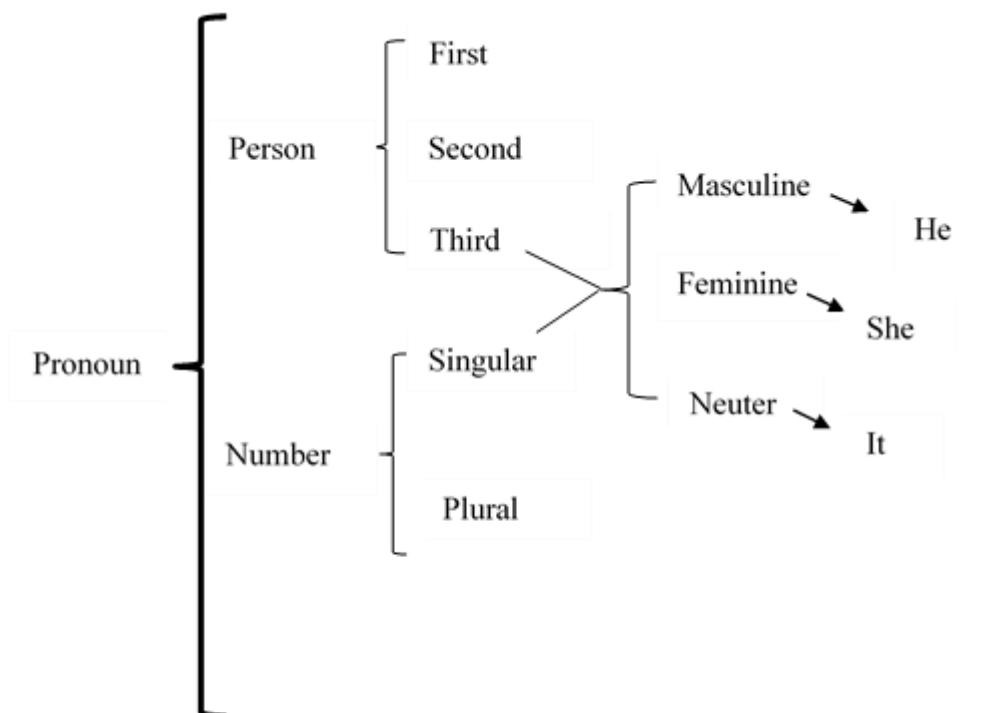 First
Person
Second
Third
Masculine
He
Feminine
She
Pronoun
Singular
Neuter
It
Number
Plural